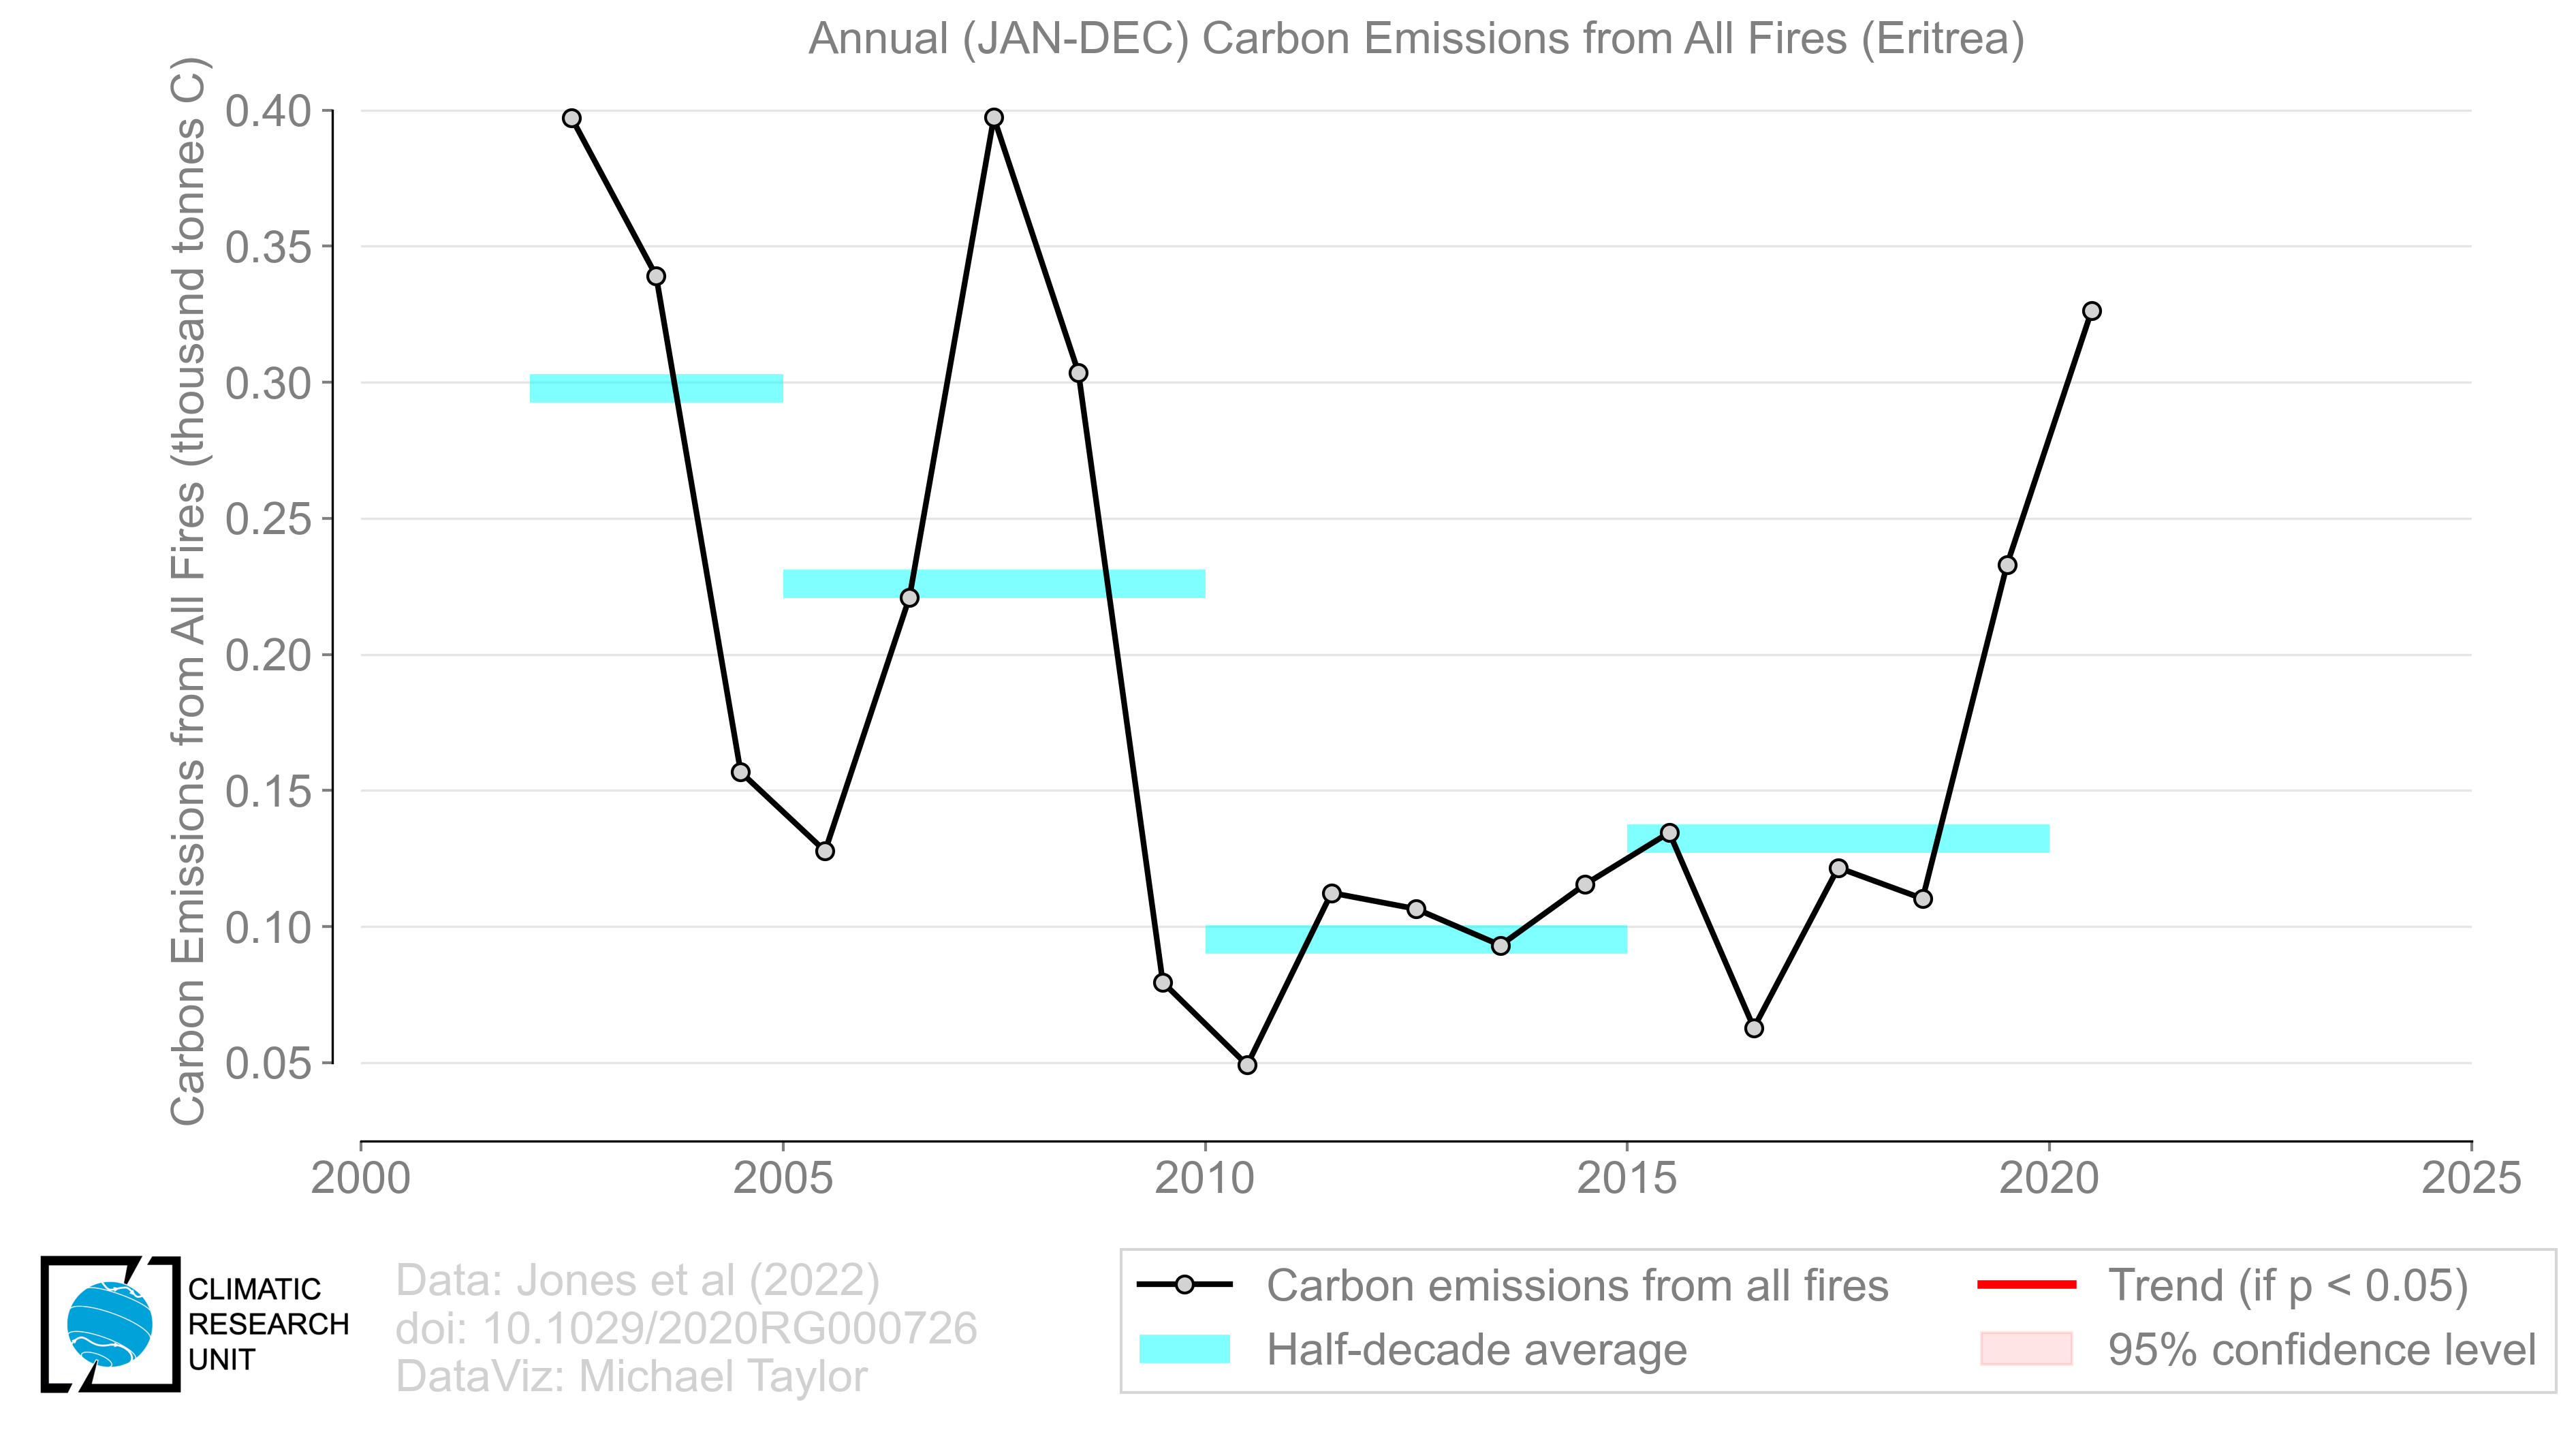 Annual (JAN-DEC) Carbon Emissions from All Fires (Eritrea)
Carbon Emissions from All Fires (thousand tonnes C)
0.40
0.35
0.30
0.25
0.20
0.15
0.10
0.05
2000 2005 2010 2015 2020 2025
CLIMATIC
RESEARCH
UNIT
Data: Jones et al (2022)
doi: 10.1029/2020RG000726
DataViz: Michael Taylor
Carbon emissions from all fires
Half-decade average
Trend (if p < 0.05)
95% confidence level